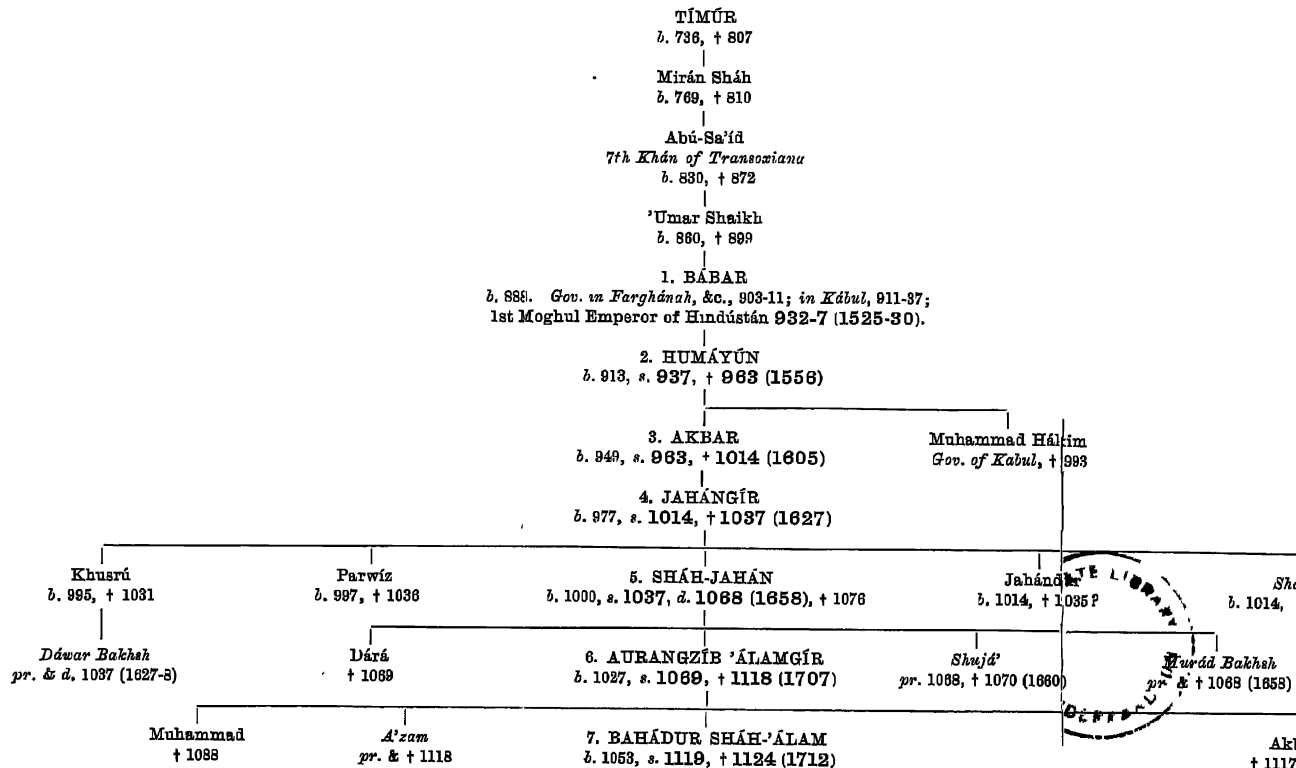 TÍMÚR
b. 736, † 807
Mirán Sháh
b. 769, † 810
Abú-Sa'íd
7th Khán of Transoxiana
b. 830, † 872
'Umar Shaikh
b. 860, † 899
1. BÁBAR
b. 888. Gov. in Farghánah, &c., 903-11; in Kábul, 911-37;
1st Moghul Emperor of Hindústán 932-7 (1525-30).
2. HUMÁYÚN
b. 913, s. 937, † 963 (1556)
3. AKBAR
b. 949, s. 963, † 1014 (1605)
Muhammad Hákim
Gov. of Kabul, † 993
4. JAHÁNGÍR
b. 977, s. 1014, † 1037 (1627)
Khusrú
b. 995, † 1031
Parwíz
b. 997, † 1036
5. SHÁH-JAHÁN
b. 1000, s. 1037, d. 1068 (1658), † 1076
Jahándár
b. 1014, † 1035?
Sha
b. 1014,
Dáwar Bakhsh
pr. & d. 1037 (1627-8)
Dárá
† 1069
6. AURANGZÍB 'ÁLAMGÍR
b. 1027, s. 1069, † 1118 (1707)
Shujá'
pr. 1068, † 1070 (1660)
Murád Bakhsh
pr. & † 1068 (1658)
Muhammad
† 1088
A'zam
pr. & † 1118
7. BAHÁDUR SHÁH-'ÁLAM
b. 1053, s. 1119, † 1124 (1712)
Akb
† 1117